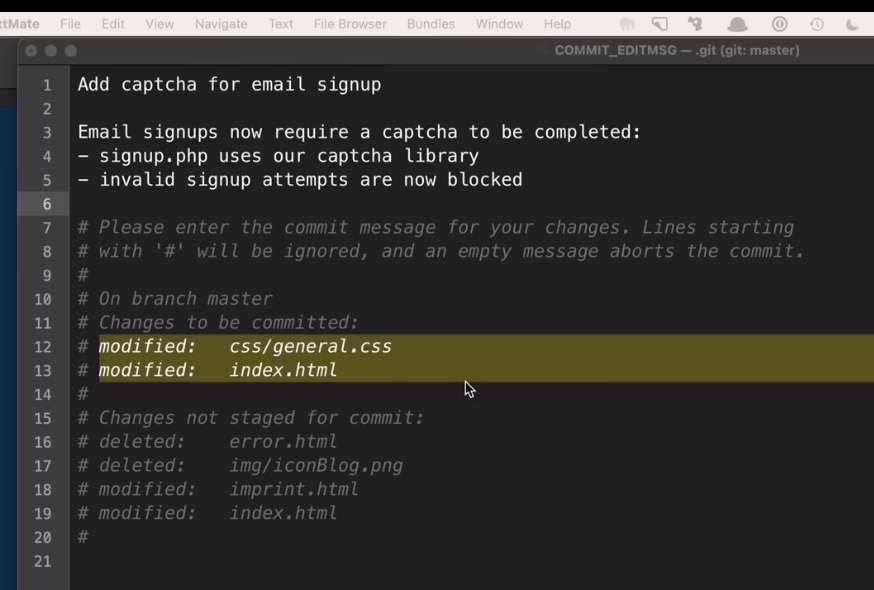 xtMate File Edit View Navigate Text File Browser Bundles Window Help
COMMIT_EDITMSG — .git (git: master)
1 Add captcha for email signup
2
3 Email signups now require a captcha to be completed:
4 - signup.php uses our captcha library
5 - invalid signup attempts are now blocked
6
7 # Please enter the commit message for your changes. Lines starting
8 # with '#' will be ignored, and an empty message aborts the commit.
9 #
10 # On branch master
11 # Changes to be committed:
12 # modified: css/general.css
13 # modified: index.html
14 #
15 # Changes not staged for commit:
16 # deleted: error.html
17 # deleted: img/iconBlog.png
18 # modified: imprint.html
19 # modified: index.html
20 #
21